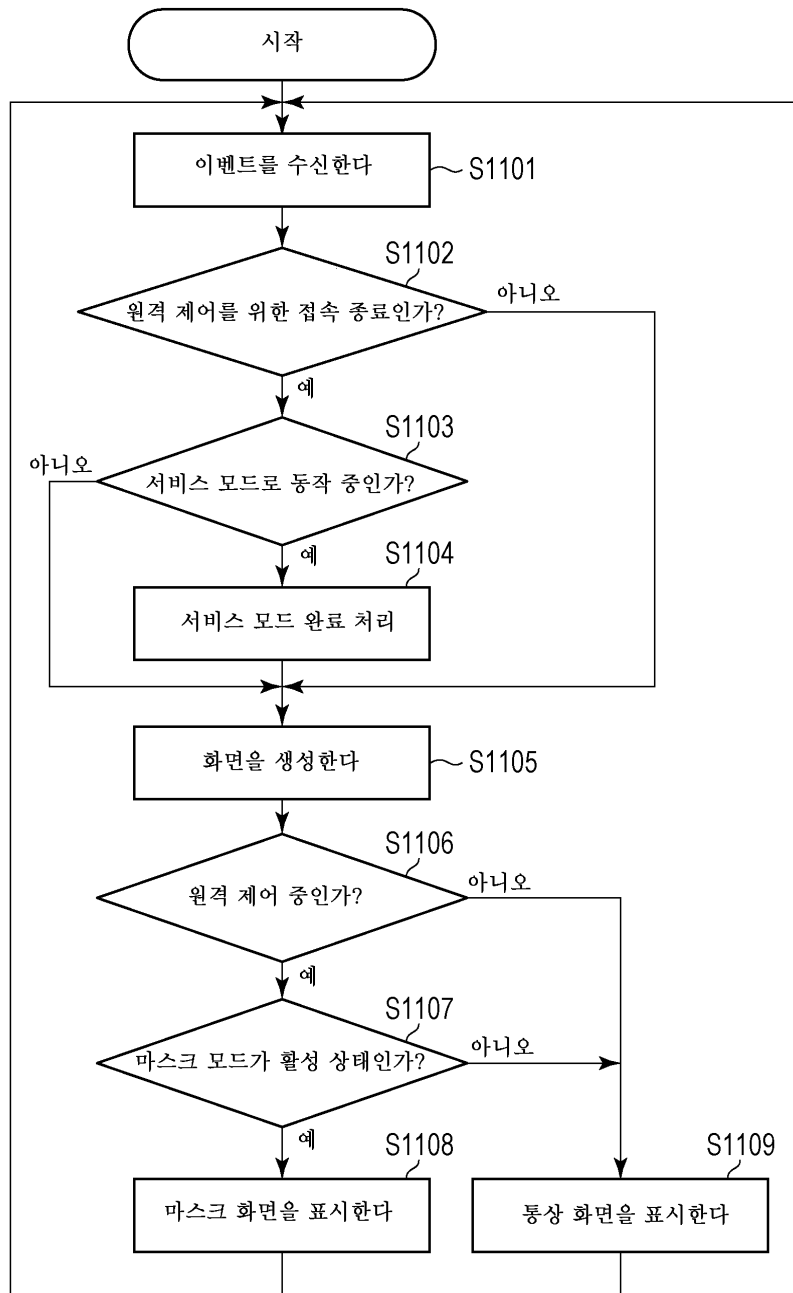 시작
이벤트를 수신한다
S1101
S1102
원격 제어를 위한 접속 종료인가?
아니오
예
S1103
아니오
서비스 모드로 동작 중인가?
예
S1104
서비스 모드 완료 처리
화면을 생성한다
S1105
S1106
원격 제어 중인가?
아니오
예
S1107
마스크 모드가 활성 상태인가?
아니오
예
S1108
마스크 화면을 표시한다
S1109
통상 화면을 표시한다